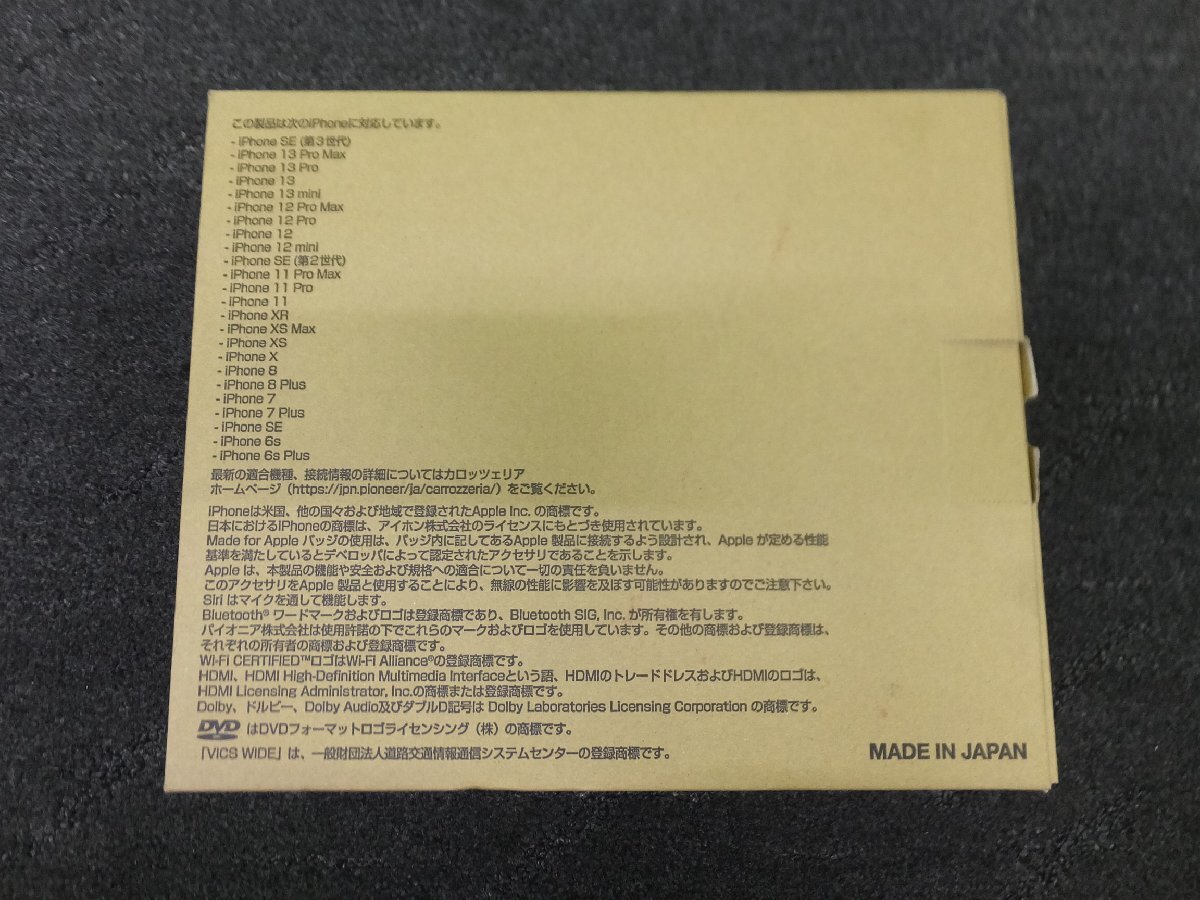 この製品は次のiPhoneに対応しています。
- iPhone SE (第3世代)
- iPhone 13 Pro Max
- iPhone 13 Pro
- iPhone 13
- iPhone 13 mini
- iPhone 12 Pro Max
- iPhone 12 Pro
- iPhone 12
- iPhone 12 mini
- iPhone SE (第2世代)
- iPhone 11 Pro Max
- iPhone 11 Pro
- iPhone 11
- iPhone XR
- iPhone XS Max
- iPhone XS
- iPhone X
- iPhone 8
- iPhone 8 Plus
- iPhone 7
- iPhone 7 Plus
- iPhone SE
- iPhone 6s
- iPhone 6s Plus
最新の適合機種、接続情報の詳細についてはカロッツェリア
ホームページ（https://jpn.pioneer/ja/carrozzeria/）をご覧ください。
iPhoneは米国、他の国々および地域で登録されたApple Inc. の商標です。
日本におけるiPhoneの商標は、アイホン株式会社のライセンスにもとづき使用されています。
Made for Apple バッジの使用は、バッジ内に記してあるApple 製品に接続するよう設計され、Apple が定める性能
基準を満たしているとデベロッパによって認定されたアクセサリであることを示します。
Apple は、本製品の機能や安全および規格への適合について一切の責任を負いません。
このアクセサリをApple 製品と使用することにより、無線の性能に影響を及ぼす可能性がありますのでご注意下さい。
Siri はマイクを通して機能します。
Bluetooth® ワードマークおよびロゴは登録商標であり、Bluetooth SIG, Inc. が所有権を有します。
パイオニア株式会社は使用許諾の下でこれらのマークおよびロゴを使用しています。その他の商標および登録商標は、
それぞれの所有者の商標および登録商標です。
Wi-Fi CERTIFIED™ロゴはWi-Fi Alliance®の登録商標です。
HDMI、HDMI High-Definition Multimedia Interfaceという語、HDMIのトレードドレスおよびHDMIのロゴは、
HDMI Licensing Administrator, Inc.の商標または登録商標です。
Dolby、ドルビー、Dolby Audio及びダブルD記号は Dolby Laboratories Licensing Corporation の商標です。
DVD はDVDフォーマットロゴライセンシング（株）の商標です。
「VICS WIDE」は、一般財団法人道路交通情報通信システムセンターの登録商標です。
MADE IN JAPAN